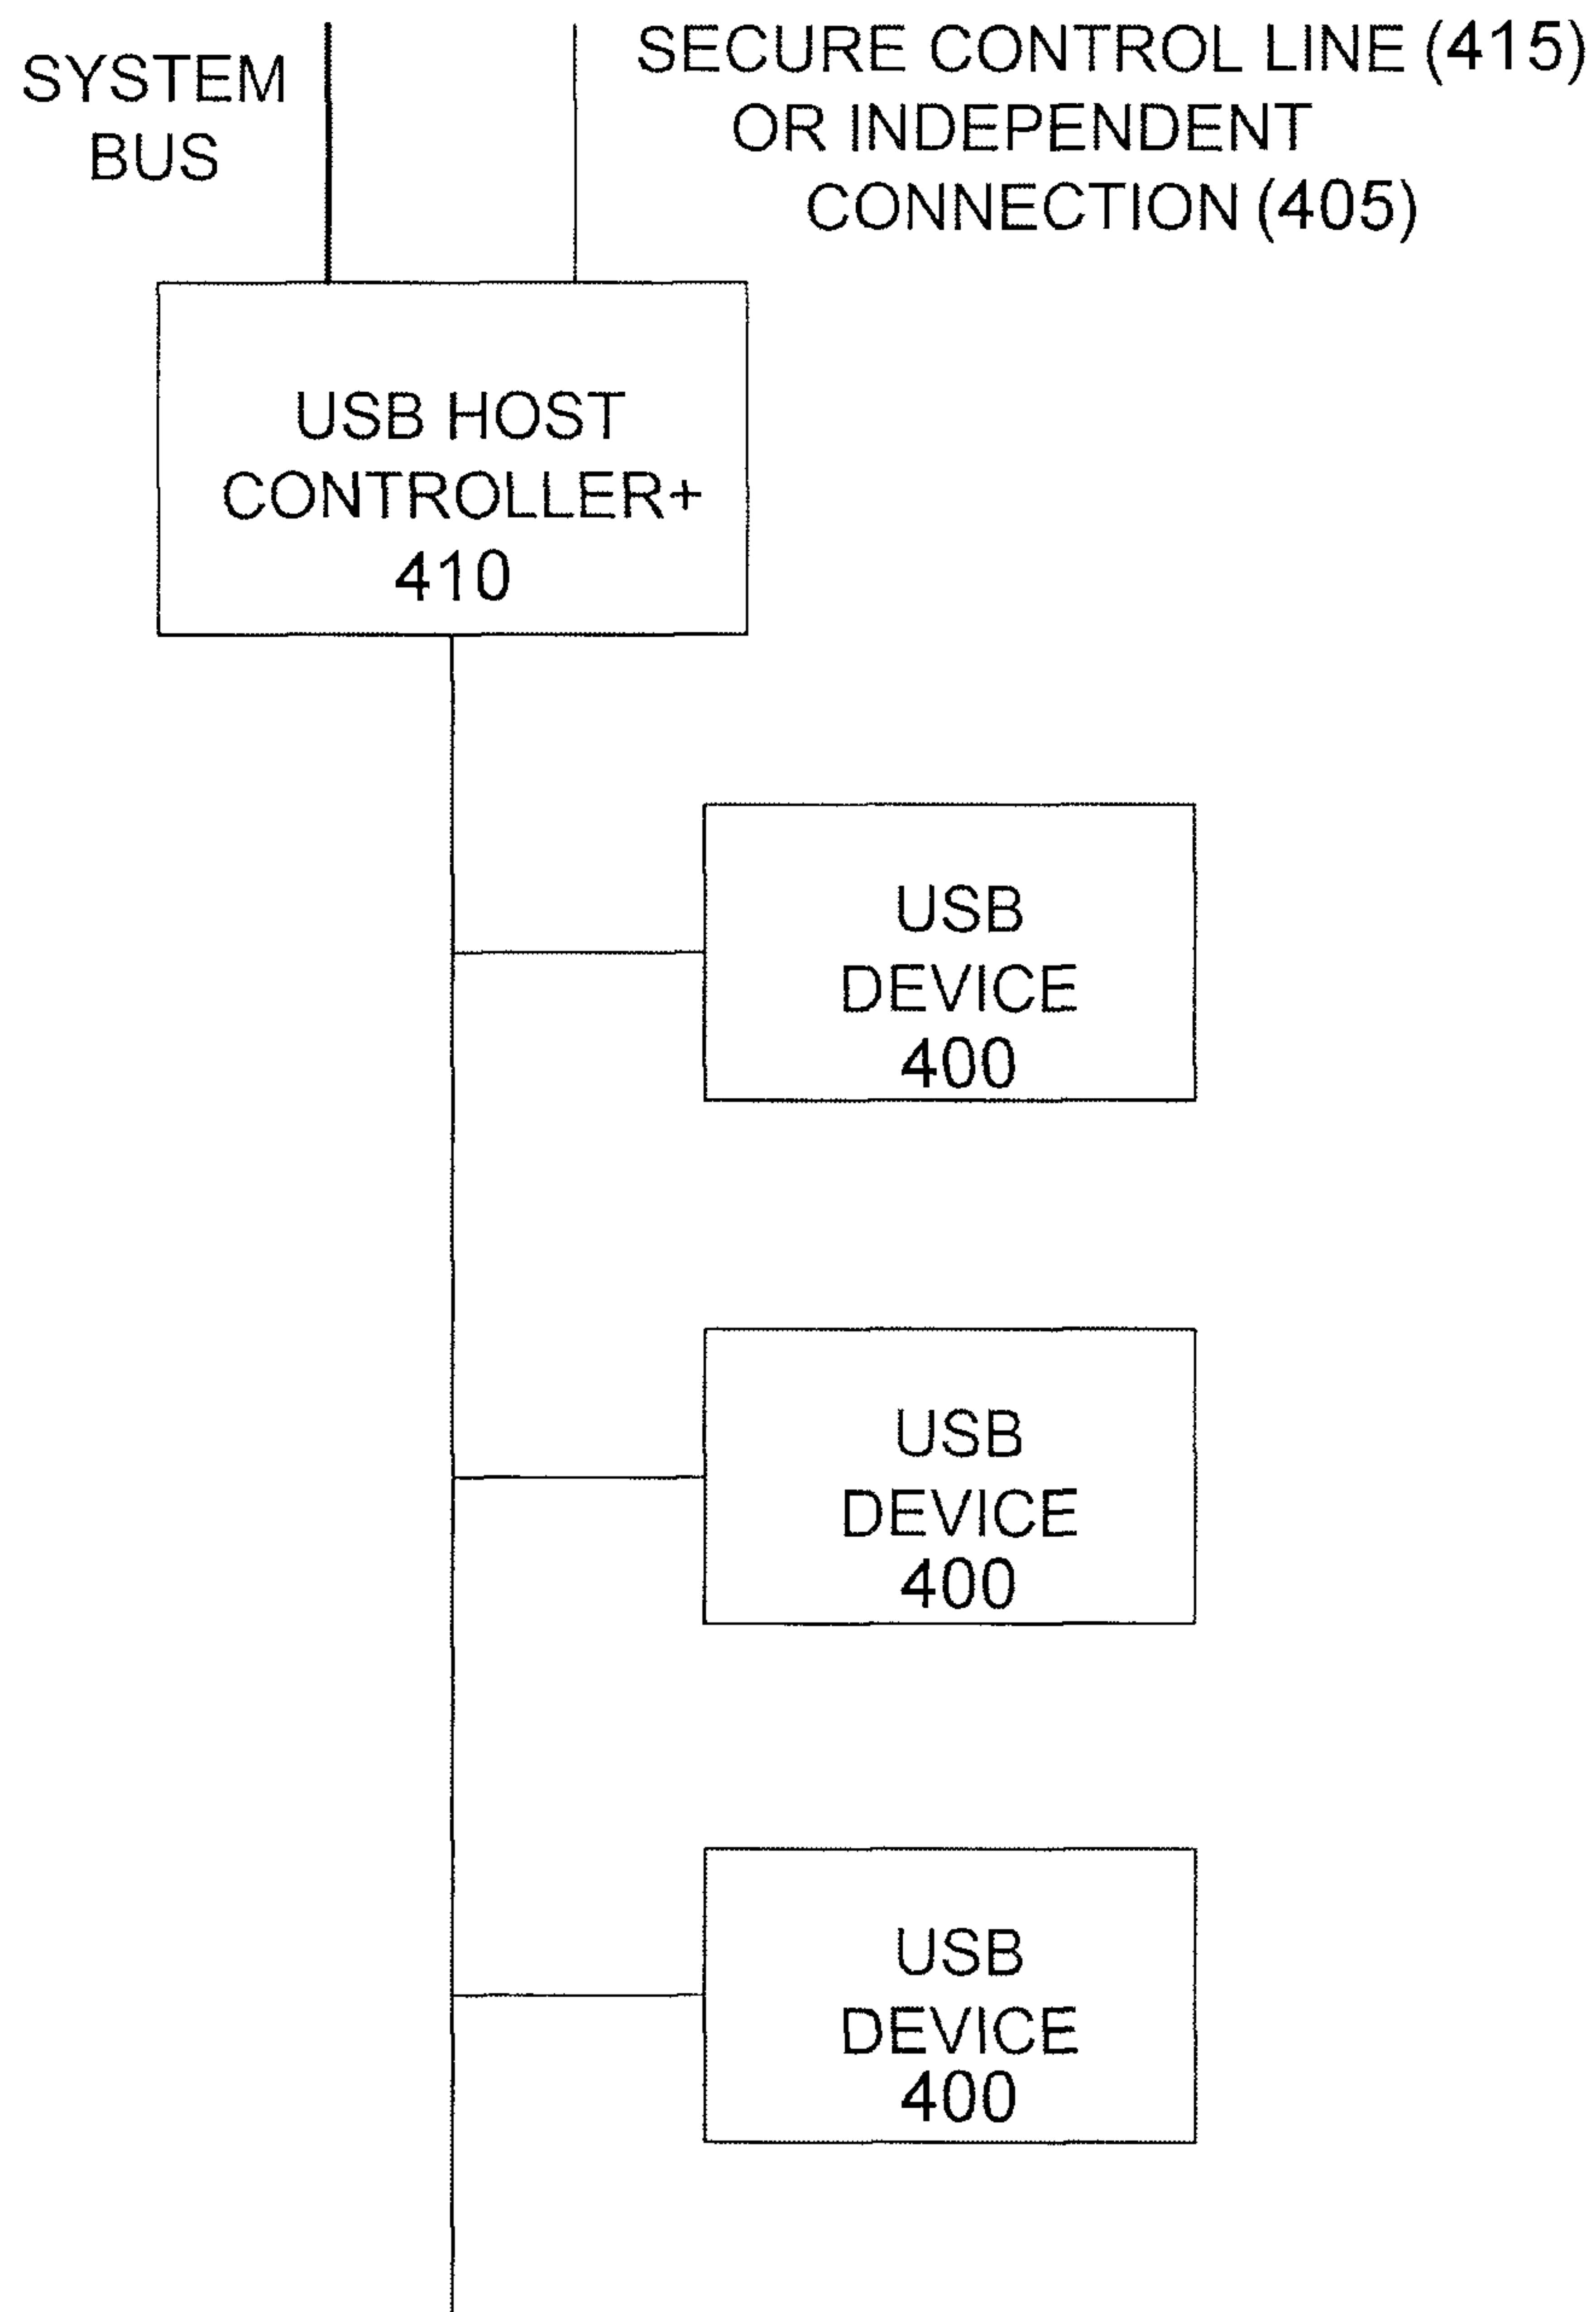 SYSTEM
BUS
SECURE CONTROL LINE (415)
OR INDEPENDENT
CONNECTION (405)
USB HOST
CONTROLLER+
410
USB
DEVICE
400
USB
DEVICE
400
USB
DEVICE
400